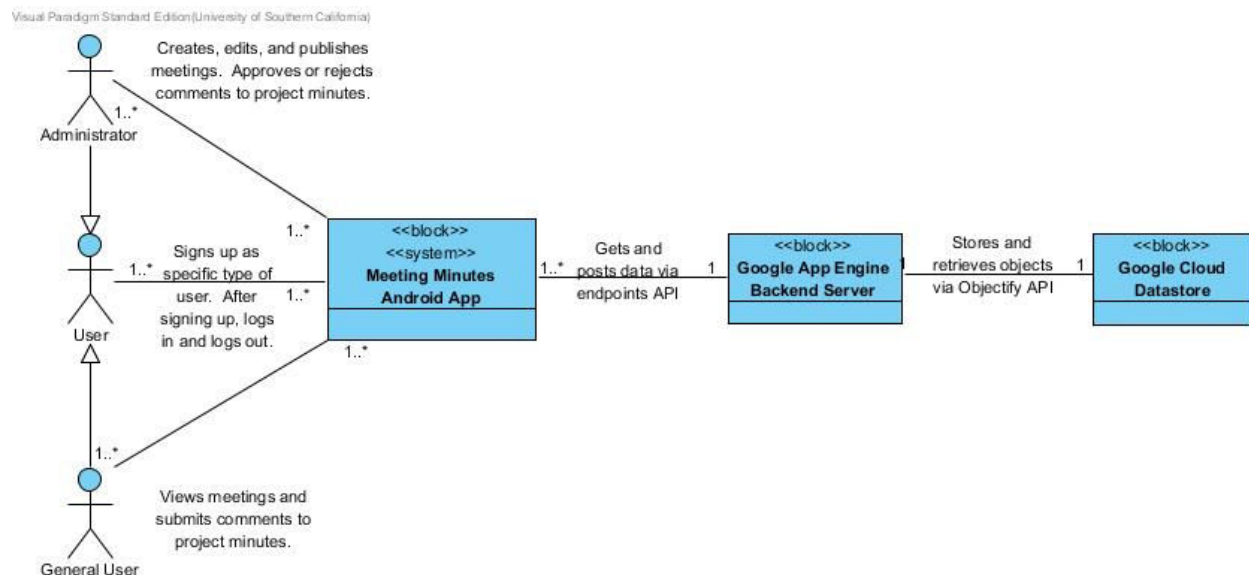 Visual Paradigm Standard Edition(University of Southern California)
Creates, edits, and publishes
meetings. Approves or rejects
comments to project minutes.
1..*
Administrator
1..*
<<block>>
<<system>>
Meeting Minutes
Android App
Signs up as
specific type of
user. After
signing up, logs
in and logs out.
1..*
1..*
User
1..*
Gets and
posts data via
endpoints API
1..*
1
<<block>>
Google App Engine
Backend Server
1
Stores and
retrieves objects
via Objectify API
1
<<block>>
Google Cloud
Datastore
1..*
Views meetings and
submits comments to
project minutes.
General User